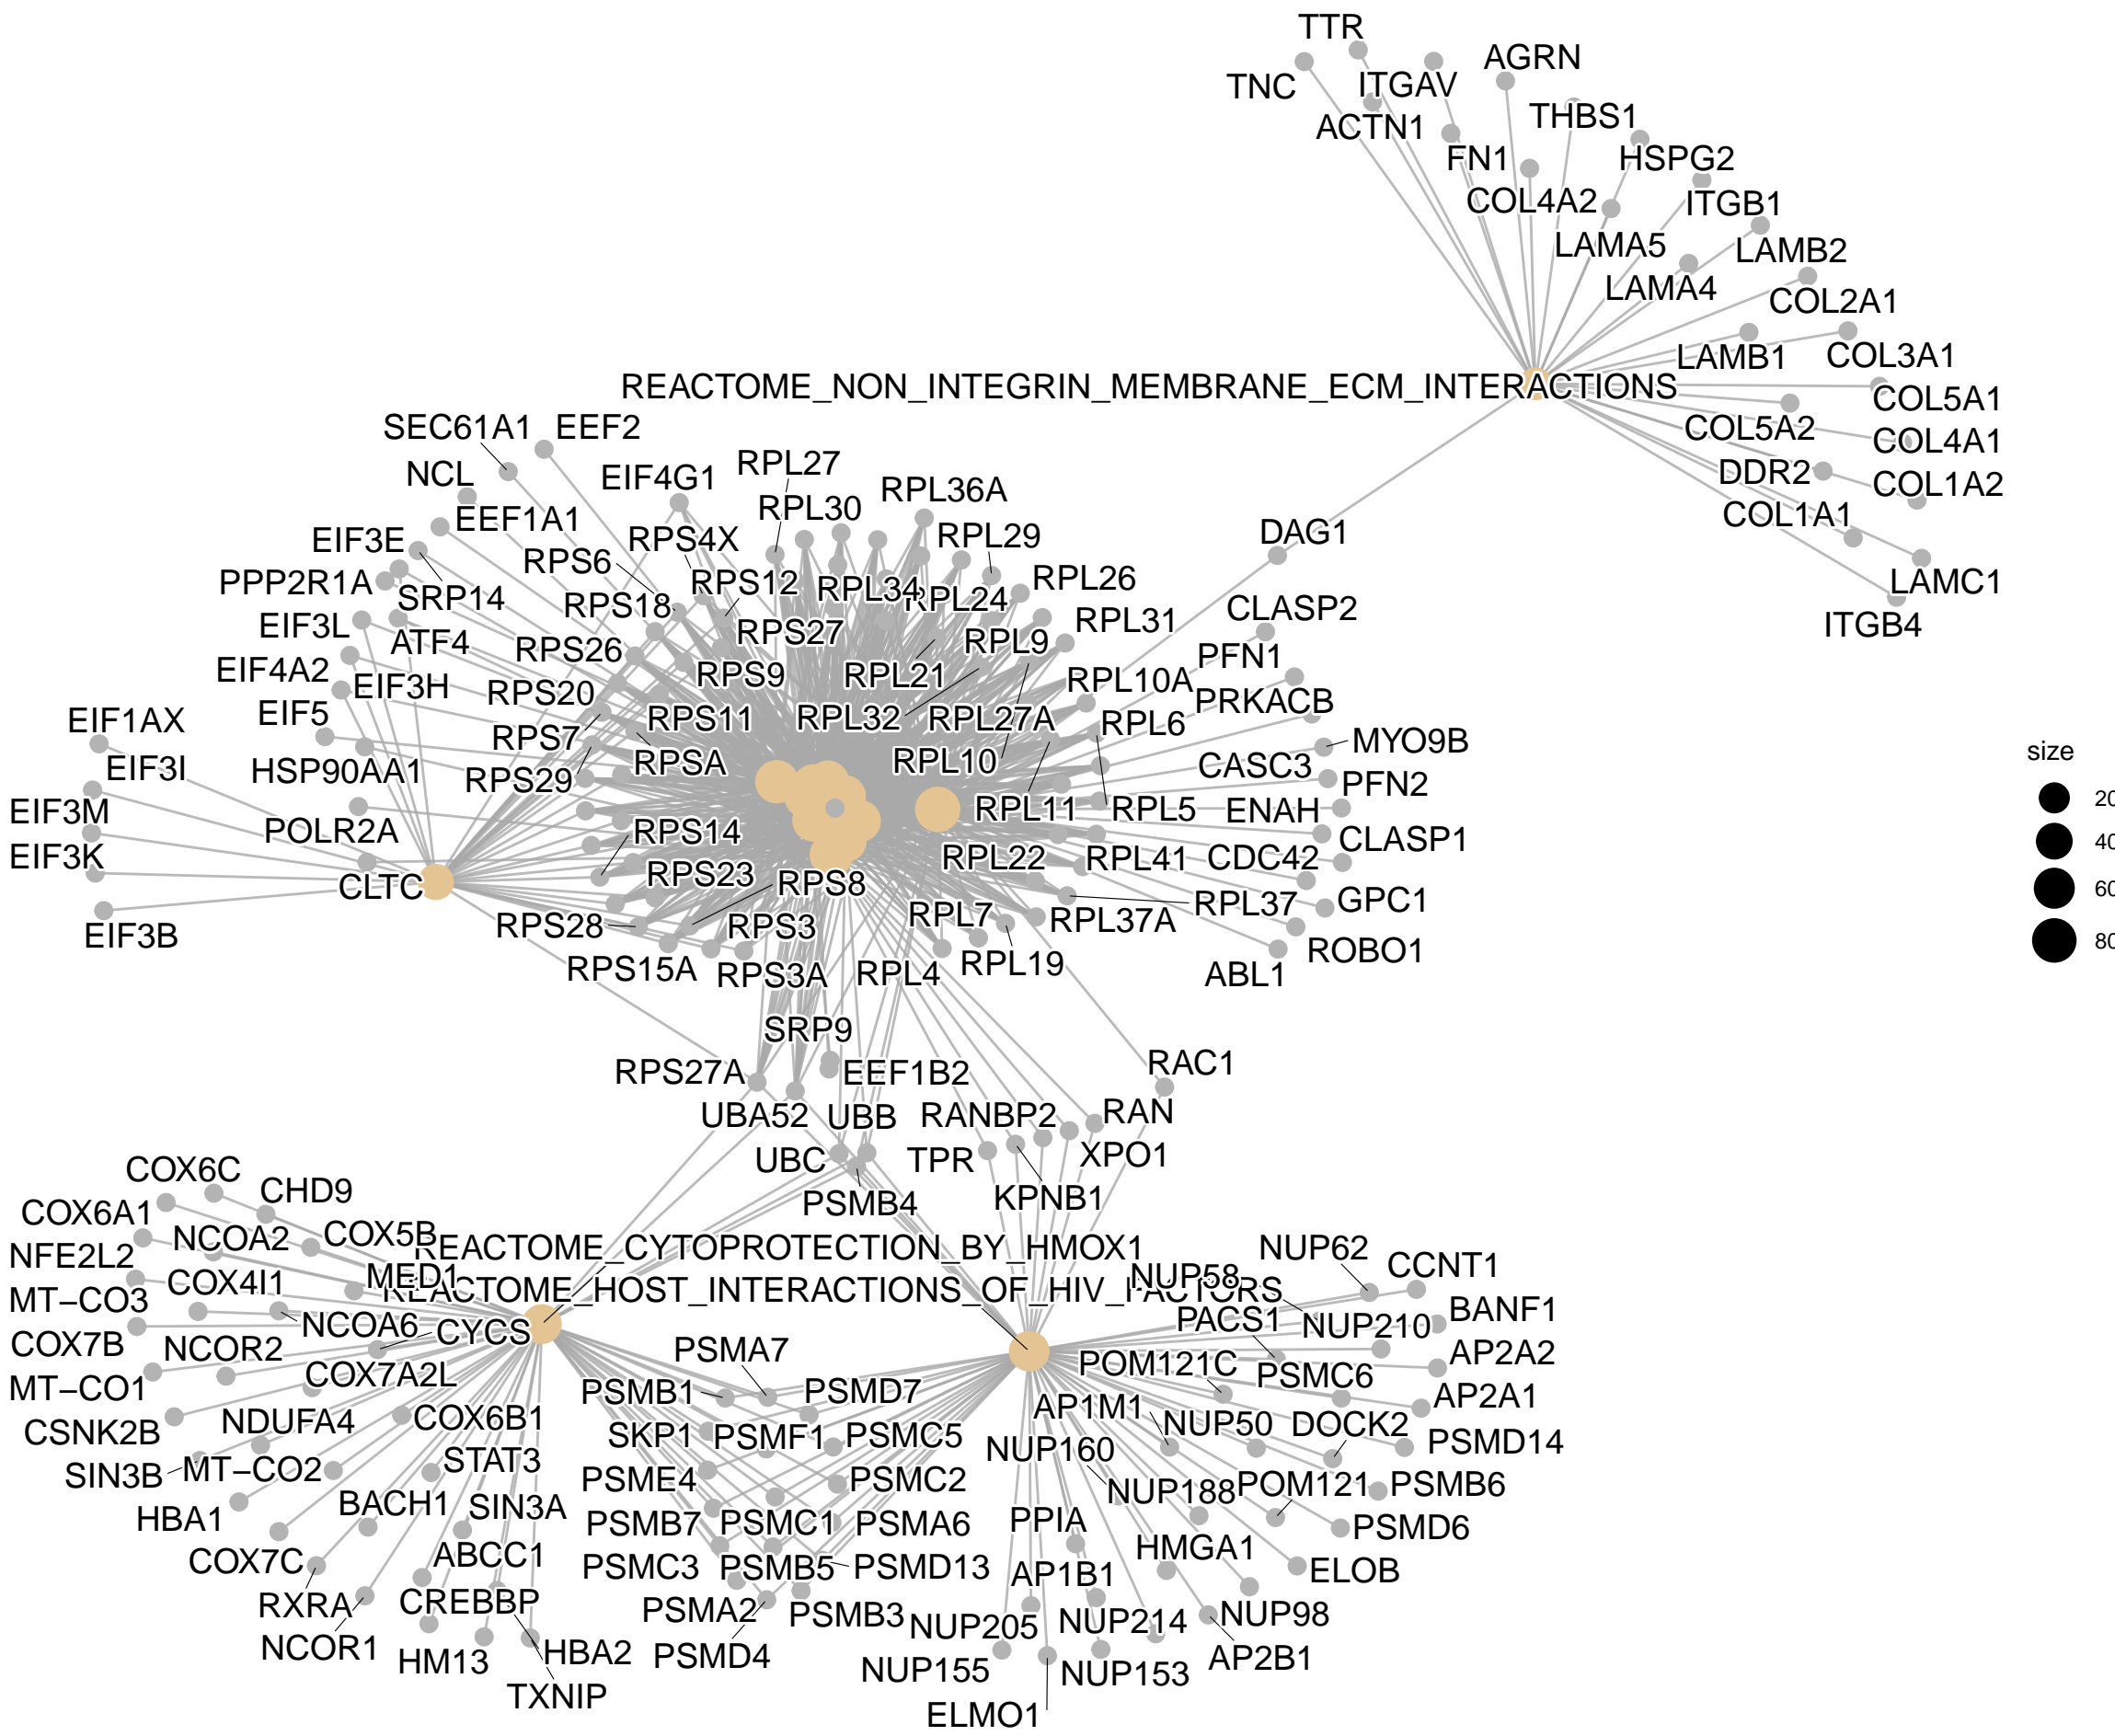 TTR
TNC
ITGAV
AGRN
ACTN1
THBS1
FN1
HSPG2
COL4A2
ITGB1
LAMA5
LAMB2
LAMA4
COL2A1
LAMB1
COL3A1
REACTOME_NON_INTEGRIN_MEMBRANE_ECM_INTERACTIONS
COL5A1
COL5A2
COL4A1
DDR2
COL1A2
COL1A1
LAMC1
ITGB4
DAG1
SEC61A1
EEF2
NCL
EIF4G1
RPL27
RPL30
RPL36A
EEF1A1
EIF3E
RPS4X
RPL29
RPS6
PPP2R1A
SRP14
RPS12
RPL34
RPL24
RPL26
RPS18
EIF3L
ATF4
RPS27
RPL9
RPL31
CLASP2
RPS26
EIF4A2
EIF3H
RPS20
RPS9
RPL21
RPL10A
PFN1
PRKACB
EIF1AX
EIF5
RPS11
RPL32
RPL27A
RPL6
RPS7
MYO9B
EIF3I
HSP90AA1
RPS29
RPSA
RPL10
CASC3
PFN2
EIF3M
POLR2A
RPS14
RPL11
RPL5
ENAH
CLASP1
EIF3K
CLTC
RPS23
RPS8
RPL22
RPL41
CDC42
EIF3B
RPS28
RPS3
RPL7
RPL37A
RPL37
GPC1
RPS15A
RPS3A
RPL4
RPL19
ABL1
ROBO1
size
20
40
60
80
SRP9
RPS27A
EEF1B2
RAC1
UBA52
UBB
RANBP2
RAN
UBC
TPR
XPO1
PSMB4
KPNB1
COX6C
CHD9
COX6A1
NCOA2
COX5B
REACTOME_CYTOPROTECTION_BY_HMOX1
NUP62
CCNT1
NFE2L2
COX4I1
MED1
REACTOME_HOST_INTERACTIONS_OF_HIV_FACTORS
NUP58
MT−CO3
NCOA6
CYCS
PACS1
NUP210
BANF1
COX7B
NCOR2
PSMA7
POM121C
PSMC6
AP2A2
MT−CO1
COX7A2L
PSMB1
PSMD7
AP1M1
AP2A1
CSNK2B
NDUFA4
COX6B1
SKP1
PSMF1
PSMC5
NUP160
NUP50
DOCK2
PSMD14
SIN3B
MT−CO2
STAT3
PSME4
PSMC2
NUP188
POM121
PSMB6
HBA1
BACH1
SIN3A
PSMB7
PSMC1
PSMA6
PPIA
PSMD6
COX7C
ABCC1
PSMC3
PSMB5
PSMD13
AP1B1
HMGA1
ELOB
RXRA
CREBBP
PSMA2
PSMB3
NUP205
NUP214
NUP98
NCOR1
HM13
HBA2
PSMD4
NUP155
NUP153
AP2B1
TXNIP
ELMO1